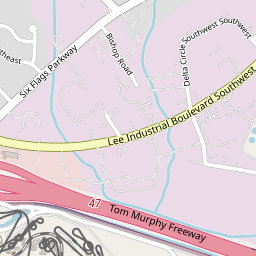 Six Flags Parkway
Bishop Road
Delta Circle Southwest Southwest
Lee Industrial Boulevard Southwest
47
Tom Murphy Freeway